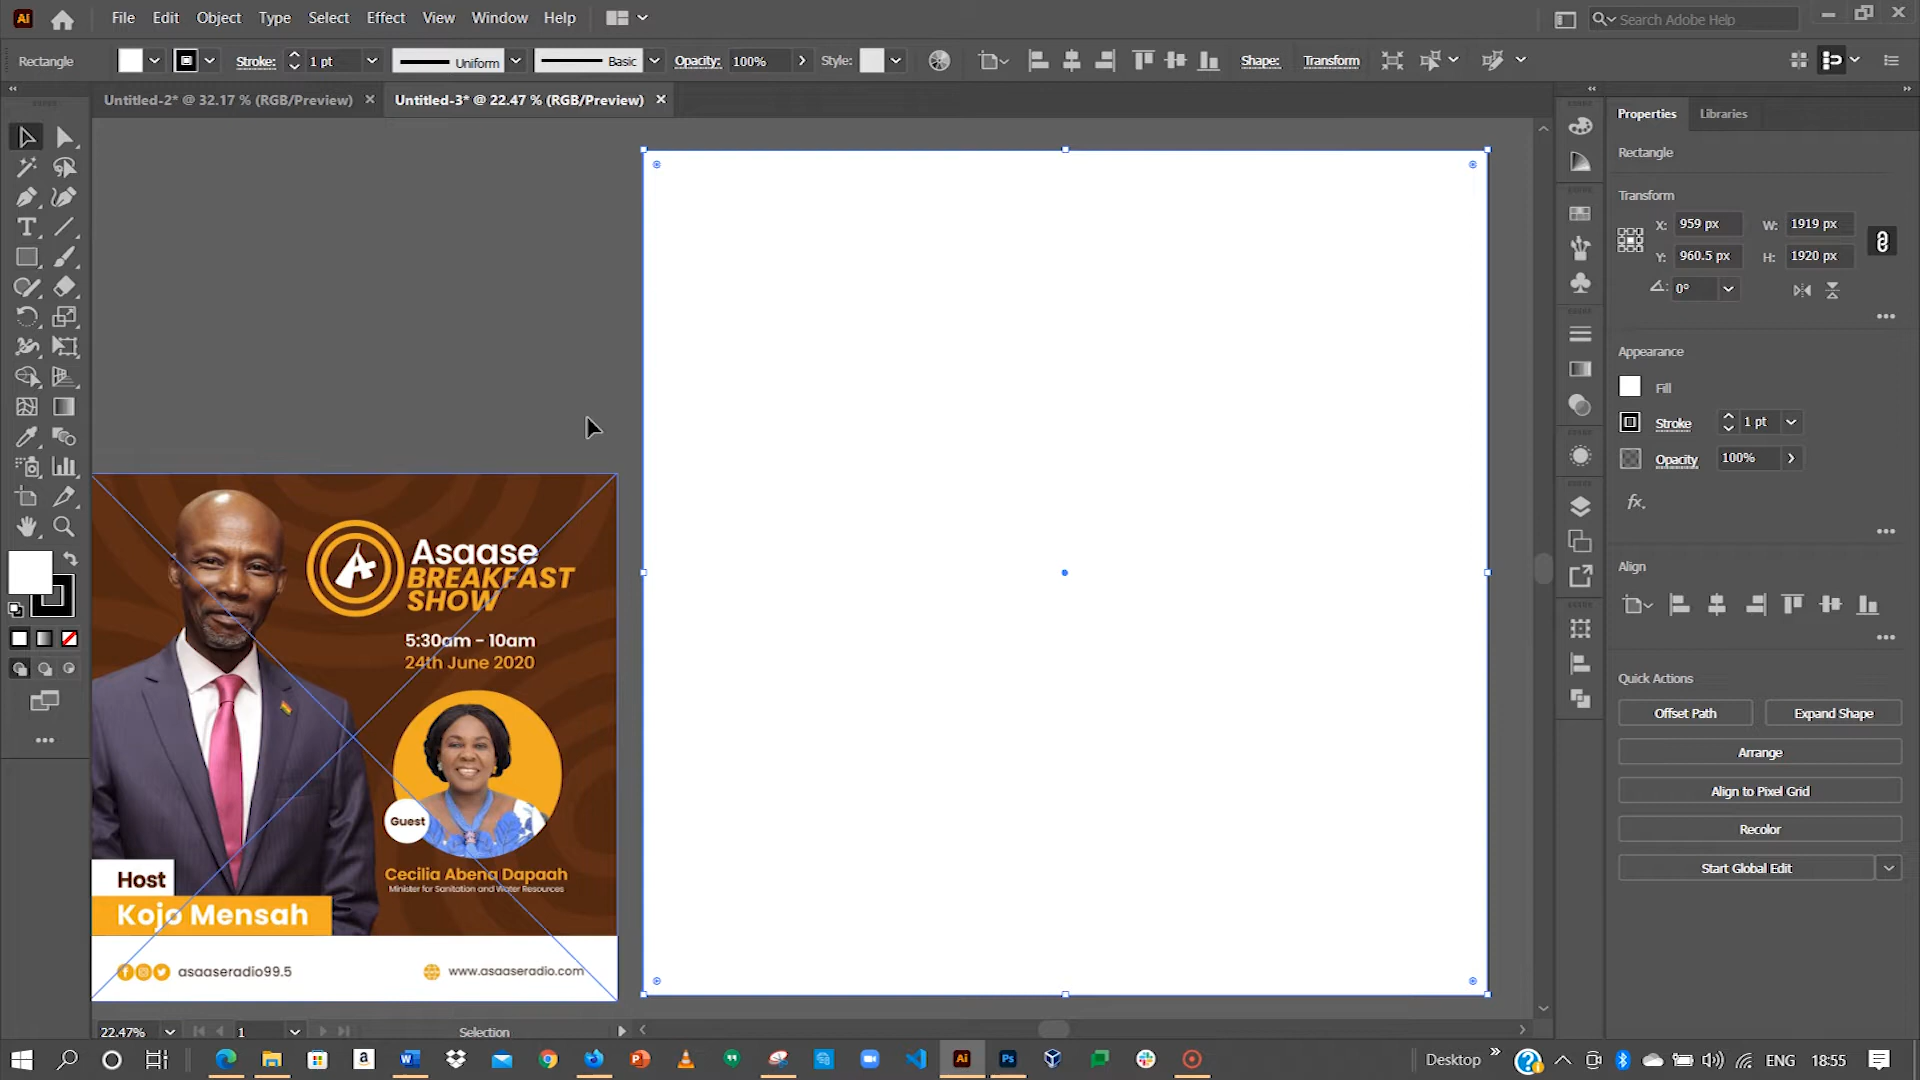 Ai
File Edit Object Type Select Effect View Window Help
Search Adobe Help
Rectangle Stroke: 1 pt Uniform Basic Opacity: 100% Style: Shape: Transform
Untitled-2* @ 32.17 % (RGB/Preview)
Untitled-3* @ 22.47 % (RGB/Preview)
Properties Libraries
Rectangle
Transform
X: 959 px W: 1919 px
Y: 960.5 px H: 1920 px
0°
Appearance
Fill
Stroke 1 pt
Opacity 100%
fx.
Align
Quick Actions
Offset Path Expand Shape
Arrange
Align to Pixel Grid
Recolor
Start Global Edit
Asaase
BREAKFAST
SHOW
5:30am - 10am
24th June 2020
Guest
Cecilia Abena Dapaah
Minister for Sanitation and Water Resources
Host
Kojo Mensah
asaaseradio99.5 www.asaaseradio.com
22.47% 1 Selection
Ai Ps Desktop ENG 18:55